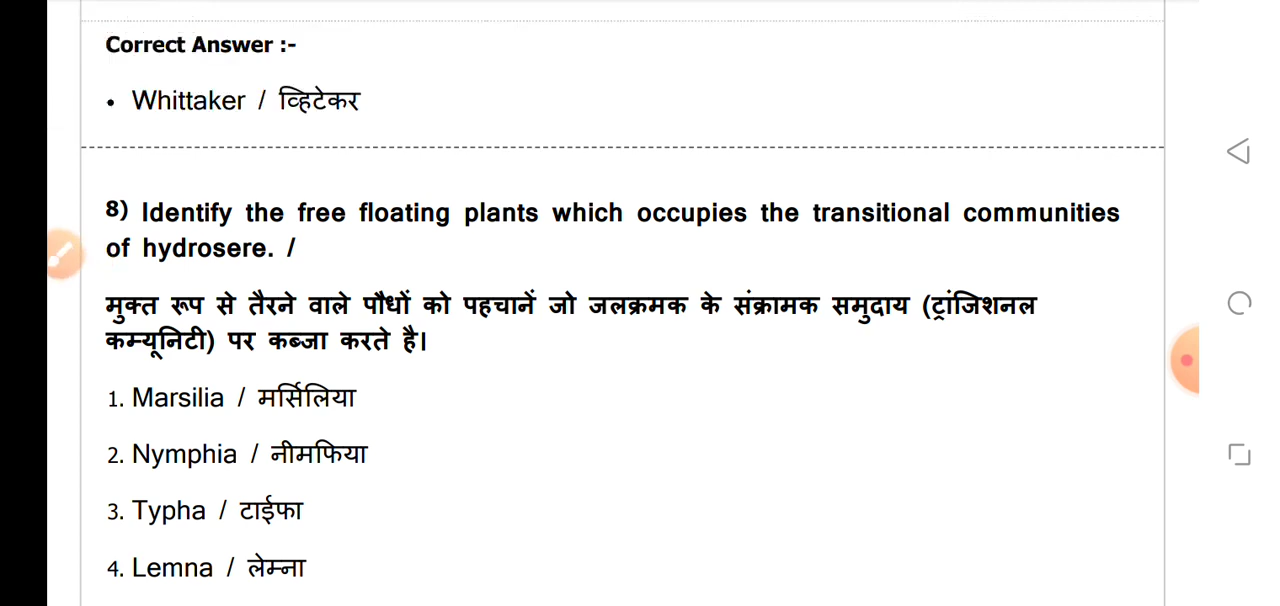 Correct Answer :-
• Whittaker / व्हिटेकर
8) Identify the free floating plants which occupies the transitional communities
of hydrosere. /
मुक्त रूप से तैरने वाले पौधों को पहचानें जो जलक्रमक के संक्रामक समुदाय (ट्रांजिशनल
कम्यूनिटी) पर कब्जा करते है।
1. Marsilia / मर्सिलिया
2. Nymphia / नीमफिया
3. Typha / टाईफा
4. Lemna / लेम्ना